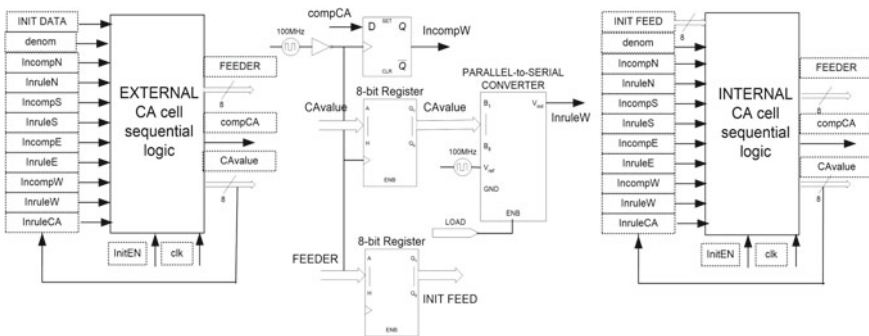 INIT DATA
denom
IncompN
InruleN
IncompS
InruleS
IncompE
InruleE
IncompW
InruleW
InruleCA
EXTERNAL
CA cell
sequential
logic
FEEDER
8
compCA
CAvalue
8
InitEN
clk
compCA
100MHz
D
SET
Q
Q
CLR
IncompW
8-bit Register
CAvalue
A
H
ENB
CAvalue
PARALLEL-to-SERIAL
CONVERTER
B1
B8
Vref
GND
ENB
InruleW
100MHz
LOAD
8-bit Register
FEEDER
A
H
ENB
INIT FEED
INIT FEED
8
denom
IncompN
InruleN
IncompS
InruleS
IncompE
InruleE
IncompW
InruleW
InruleCA
INTERNAL
CA cell
sequential
logic
FEEDER
8
compCA
CAvalue
8
InitEN
clk